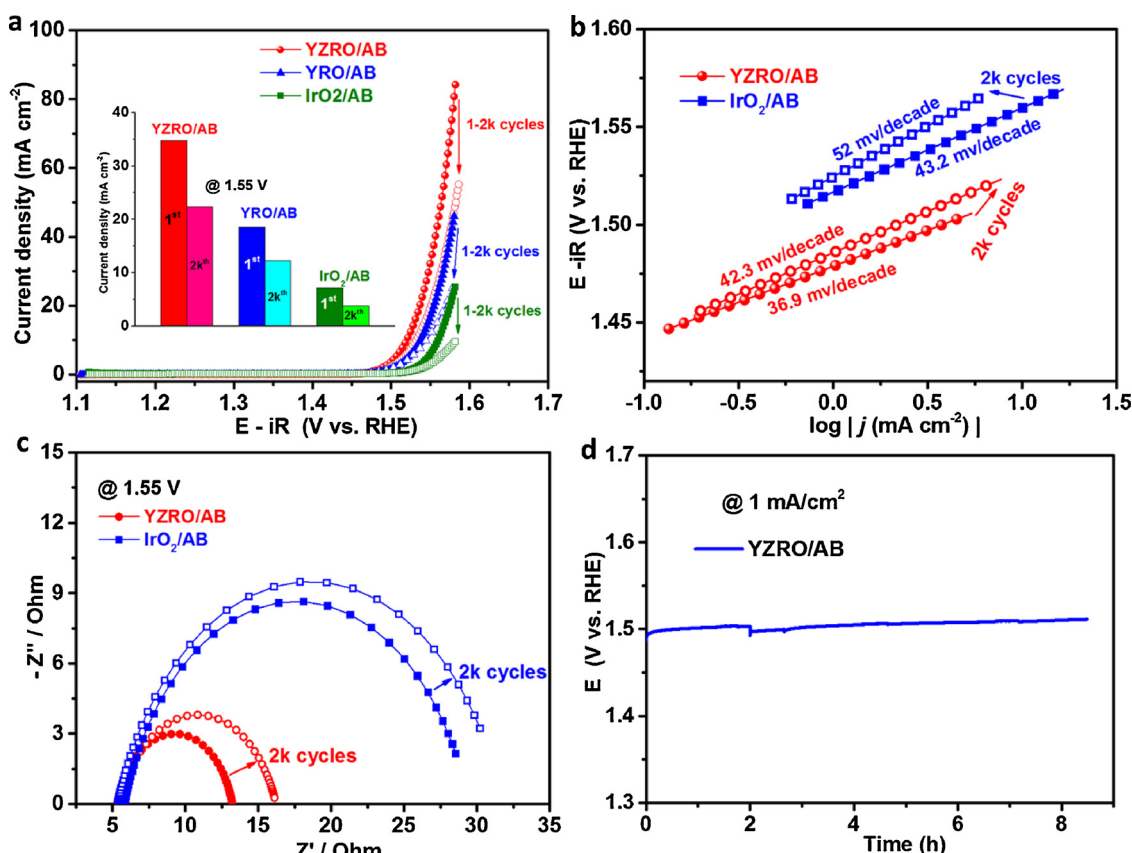 a
100
80
60
40
20
0
Current density (mA cm⁻²)
YZRO/AB
YRO/AB
IrO2/AB
1-2k cycles
1-2k cycles
1-2k cycles
40
30
20
10
0
Current density (mA cm⁻²)
YZRO/AB
@ 1.55 V
YRO/AB
IrO₂/AB
1ˢᵗ
2kᵗʰ
1ˢᵗ
2kᵗʰ
1ˢᵗ
2kᵗʰ
1.1 1.2 1.3 1.4 1.5 1.6 1.7
E - iR (V vs. RHE)
b
1.60
1.55
1.50
1.45
E -iR (V vs. RHE)
YZRO/AB
IrO₂/AB
2k cycles
52 mv/decade
43.2 mv/decade
42.3 mv/decade
36.9 mv/decade
2k cycles
-1.0 -0.5 0.0 0.5 1.0 1.5
log | j (mA cm⁻²) |
c
15
12
9
6
3
0
- Z'' / Ohm
@ 1.55 V
YZRO/AB
IrO₂/AB
2k cycles
2k cycles
5 10 15 20 25 30 35
Z' / Ohm
d
1.7
1.6
1.5
1.4
1.3
E (V vs. RHE)
@ 1 mA/cm²
YZRO/AB
0 2 4 6 8
Time (h)